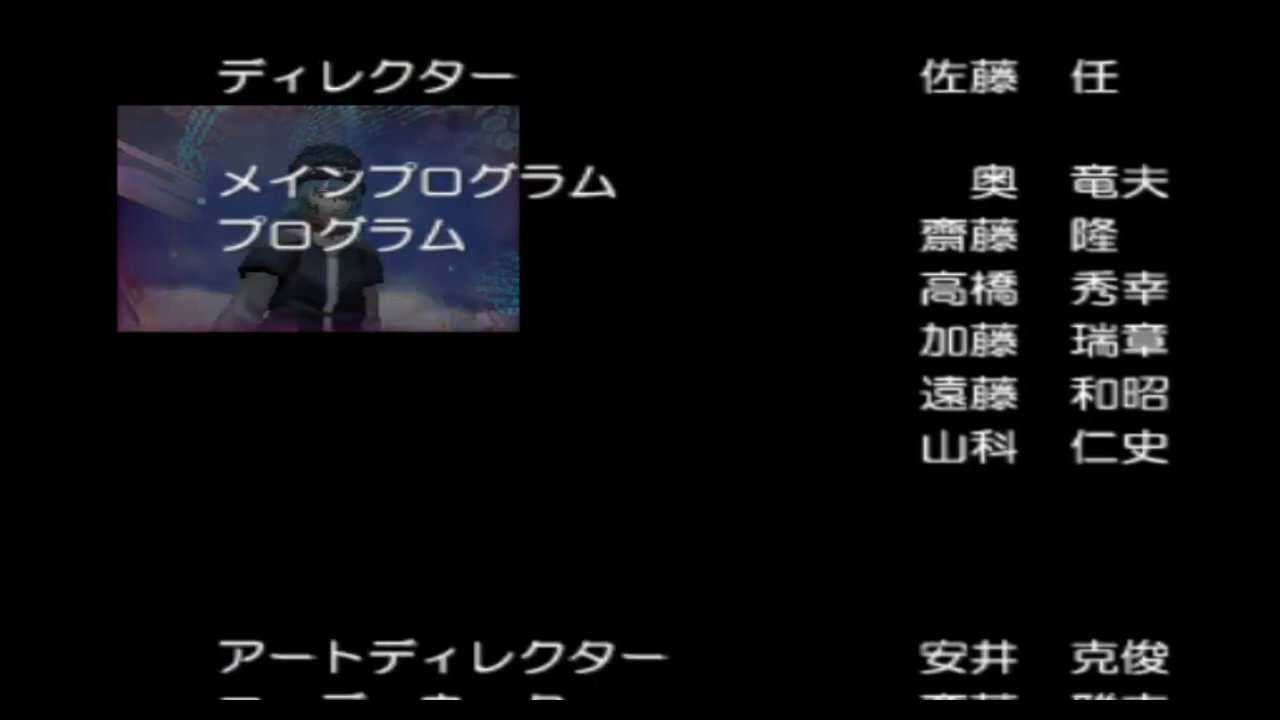 ディレクター 佐藤 任
メインプログラム 奥 竜夫
プログラム 齋藤 隆
高橋 秀幸
加藤 瑞章
遠藤 和昭
山科 仁史
アートディレクター 安井 克俊